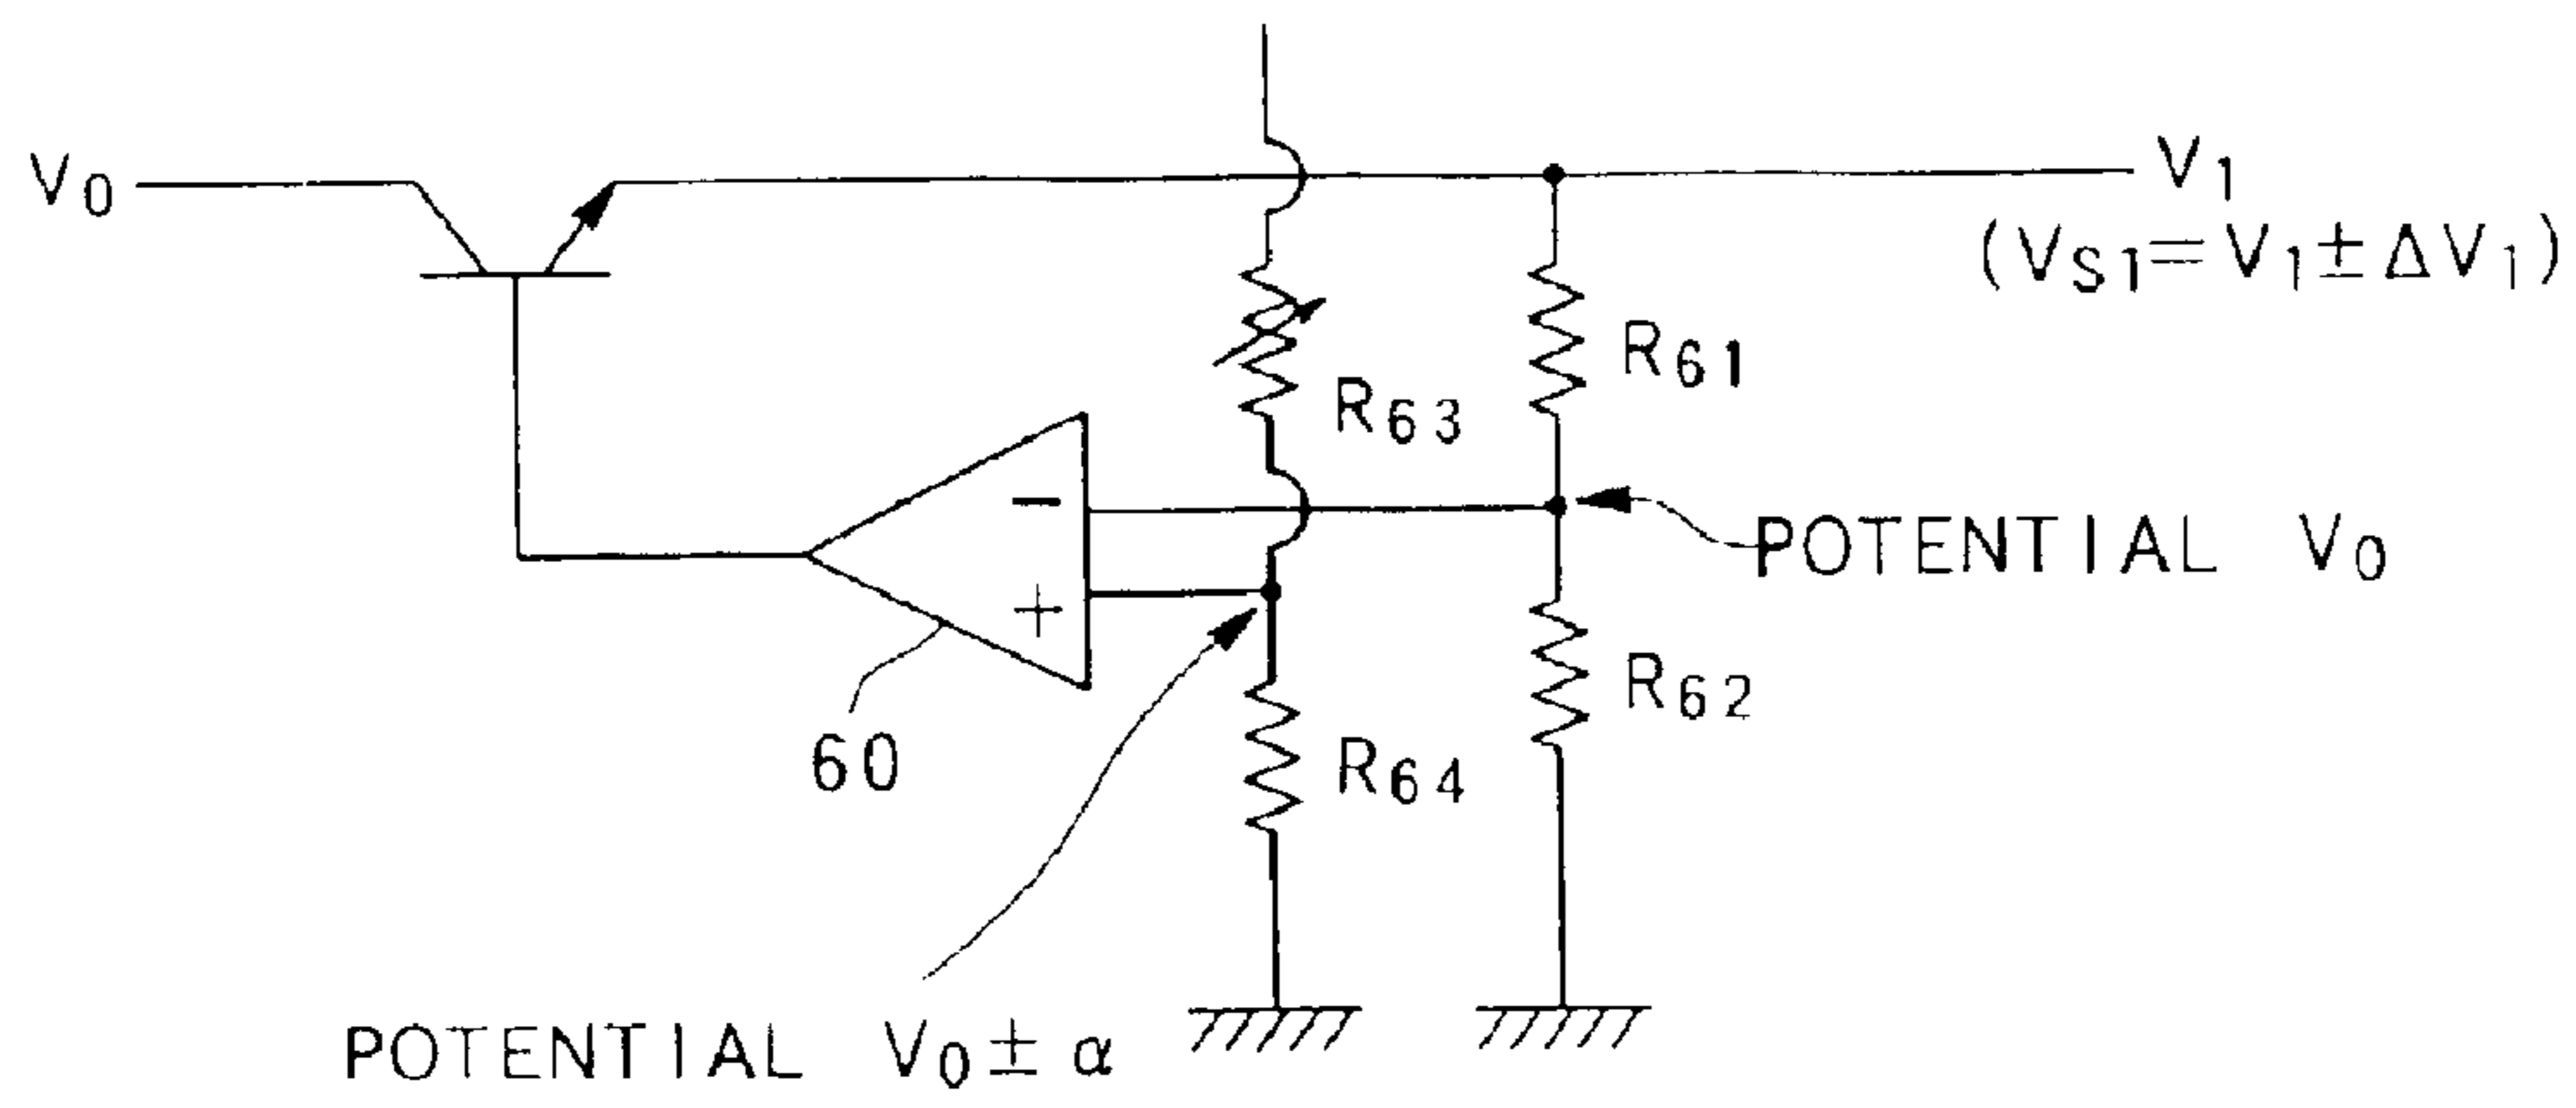 V0
V1
(VS1=V1±ΔV1)
R61
R63
−
POTENTIAL V0
+
R62
60
R64
POTENTIAL V0±α